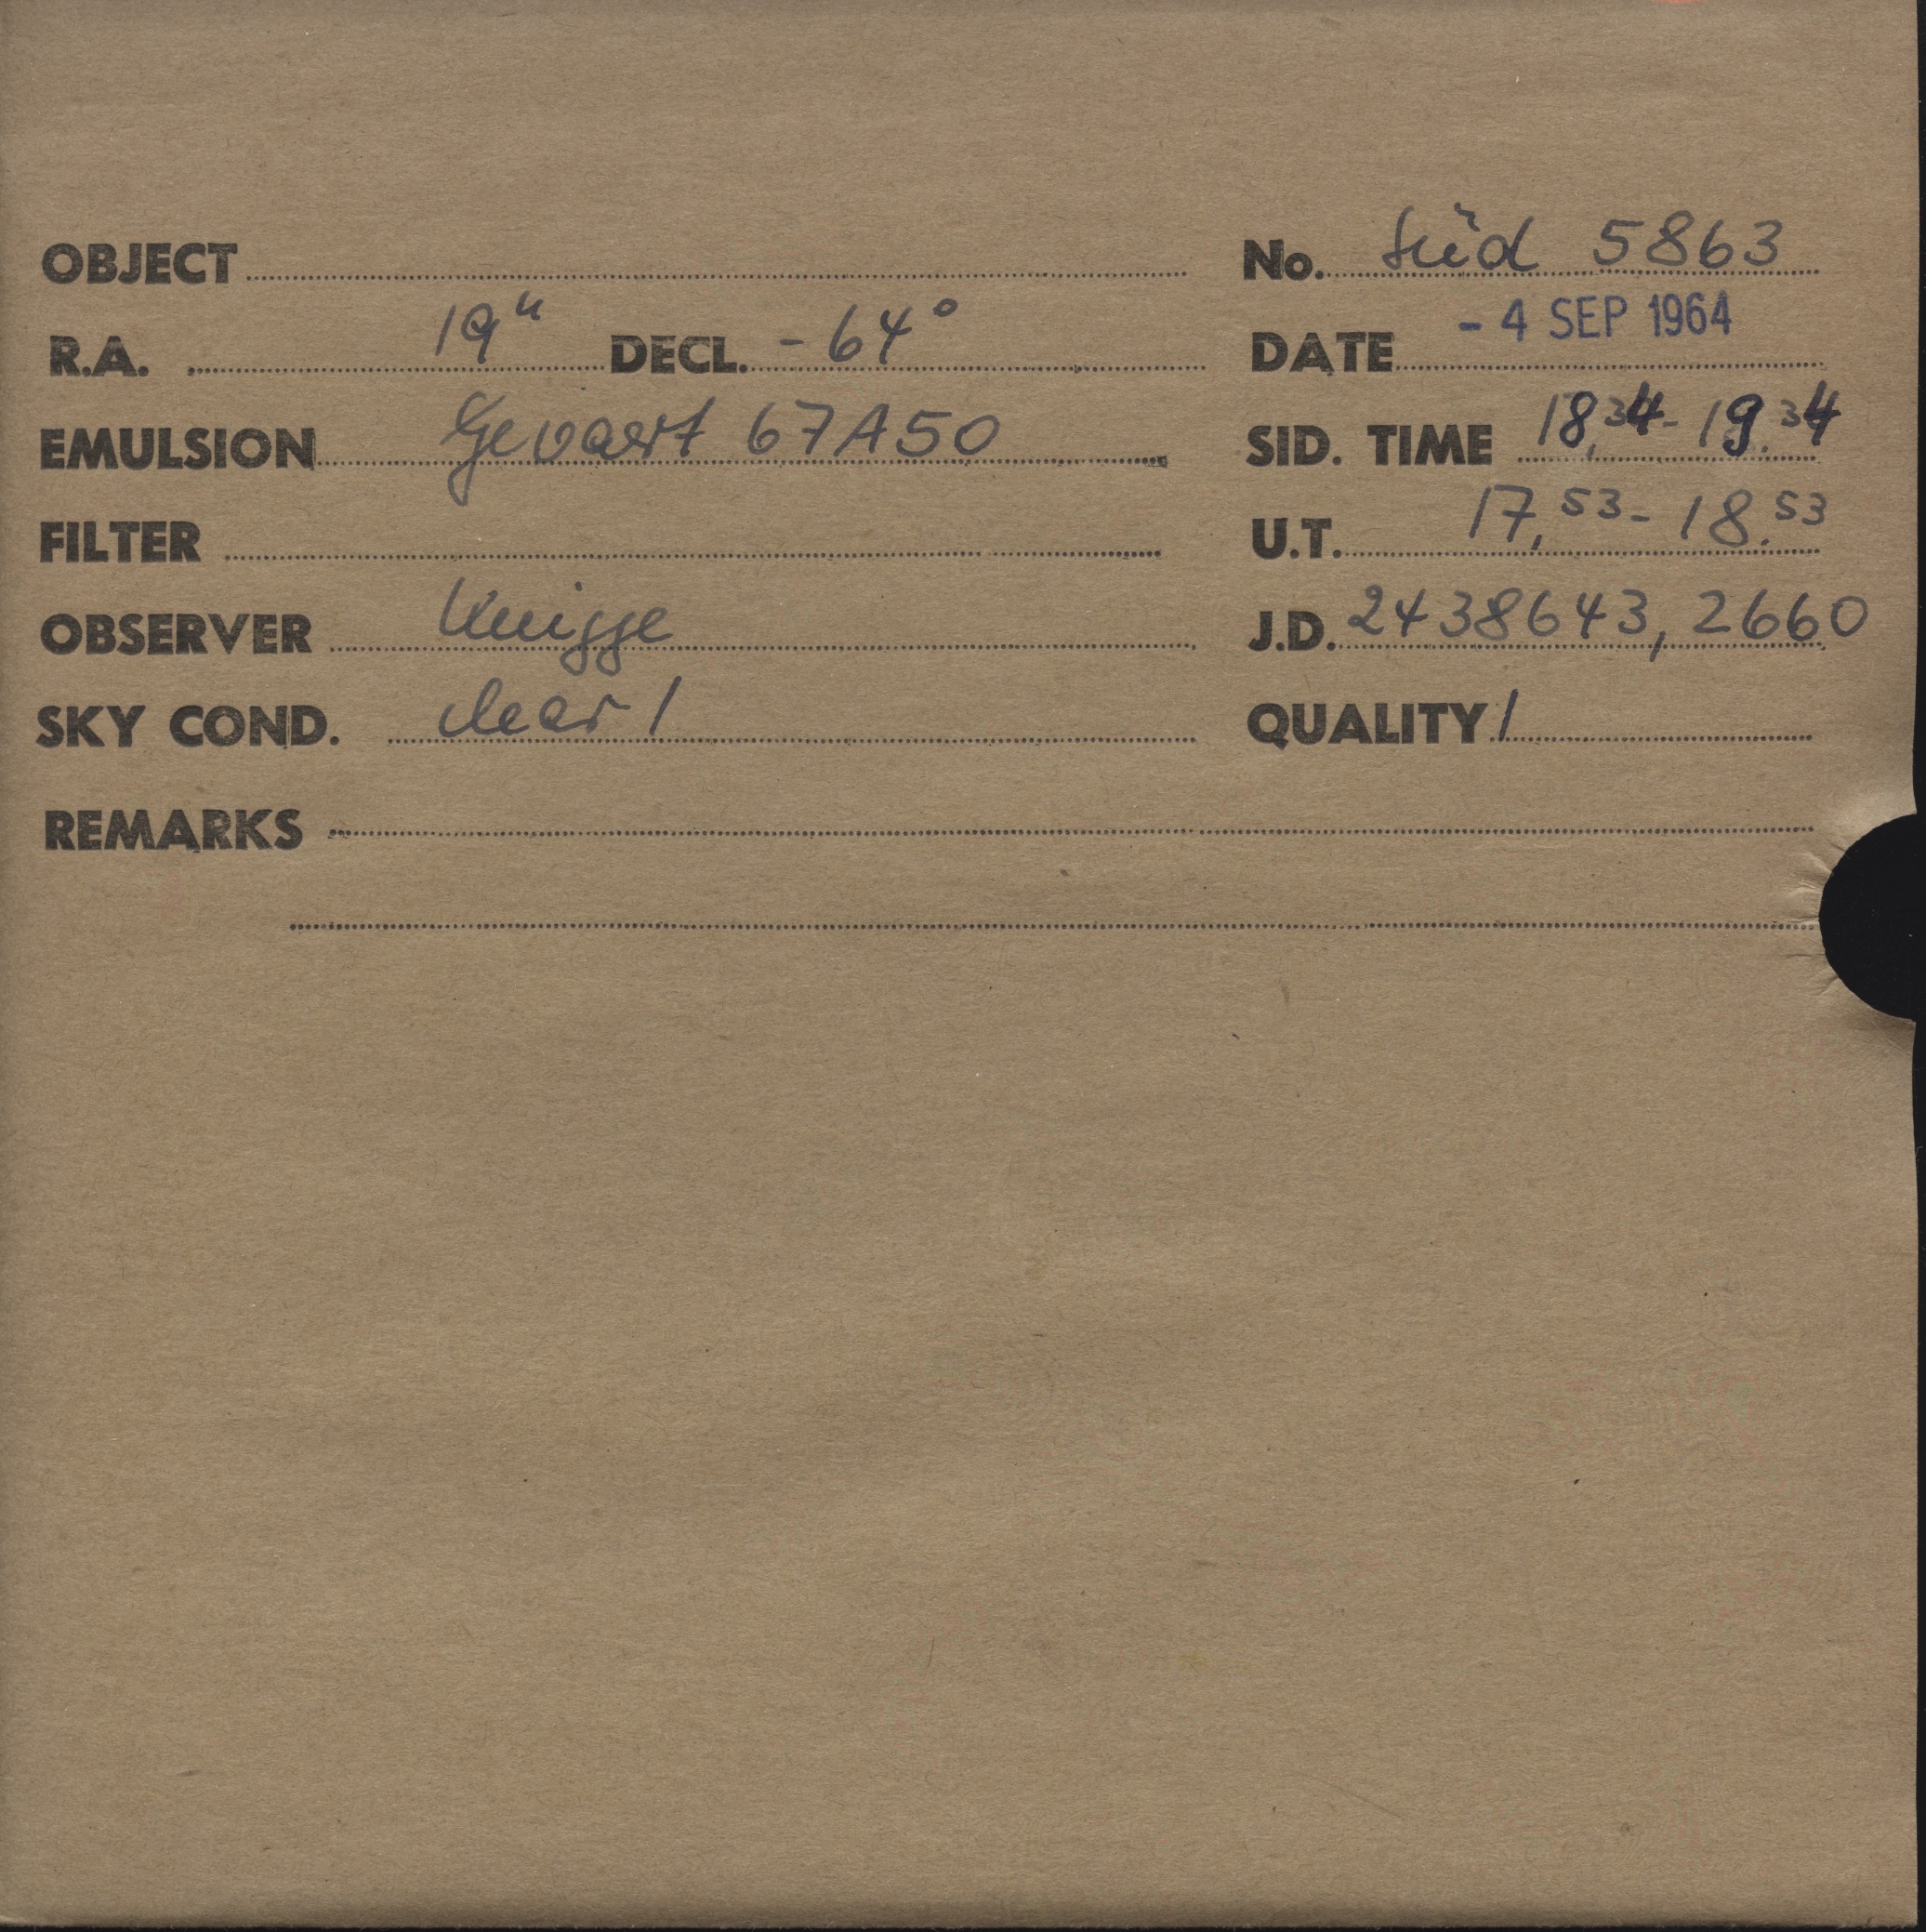 OBJECT No. Süd 5863
R.A. 19h DECL. -64° DATE - 4 SEP 1964
EMULSION Gevaert 67A50 SID. TIME 18,34 - 19.34
FILTER U.T. 17,53 - 18.53
OBSERVER Knigge J.D. 2438643,2660
SKY COND. clear 1 QUALITY 1
REMARKS